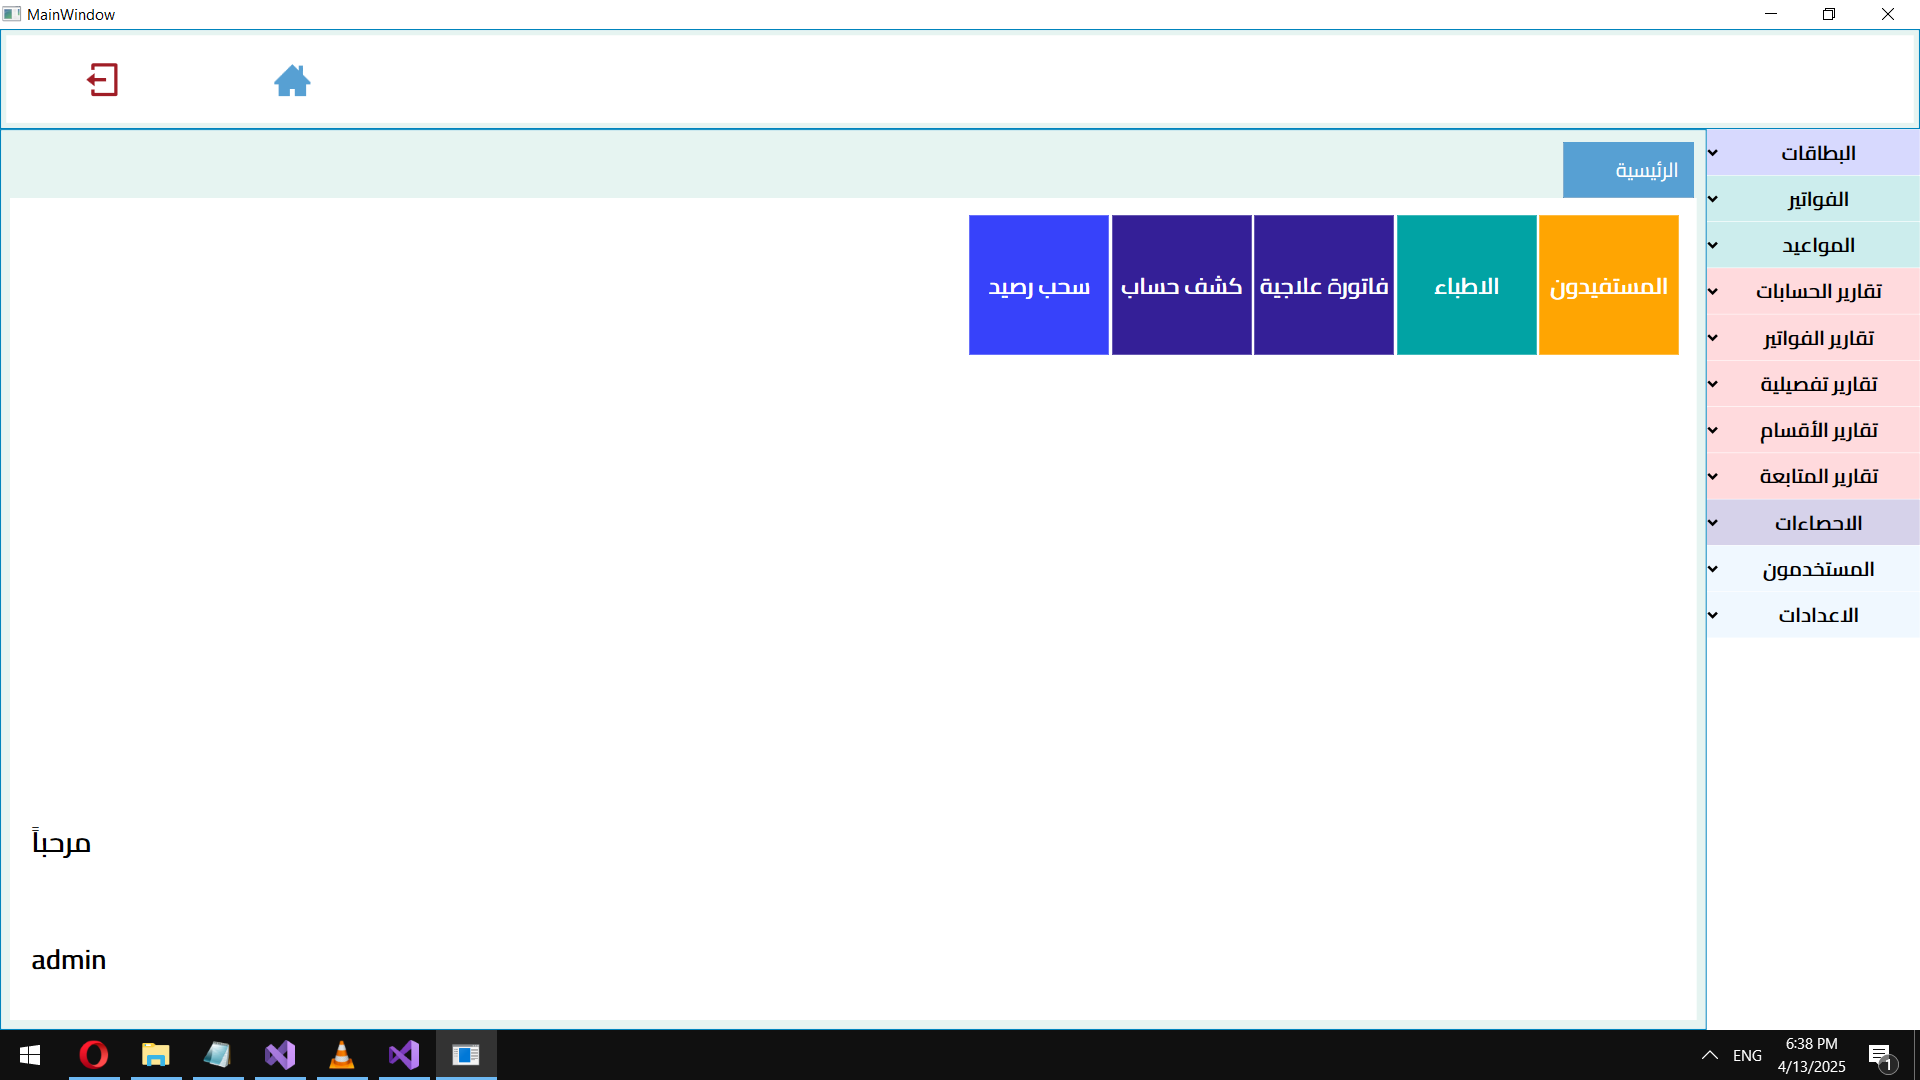 MainWindow
الرئيسية
المستفيدون
الاطباء
فاتورة علاجية
كشف حساب
سحب رصيد
البطاقات
الفواتير
المواعيد
تقارير الحسابات
تقارير الفواتير
تقارير تفصيلية
تقارير الأقسام
تقارير المتابعة
الاحصاءات
المستخدمون
الاعدادات
مرحباً
admin
ENG
6:38 PM
4/13/2025
1